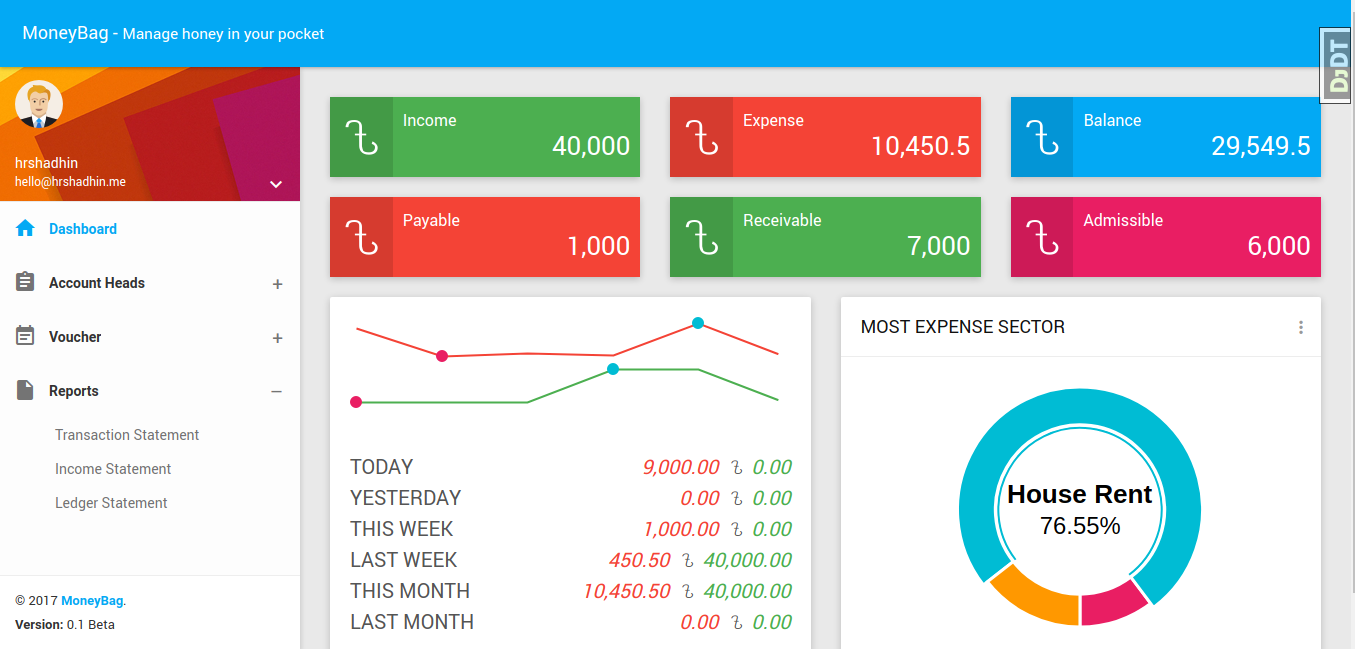 MoneyBag - Manage honey in your pocket
DjDT
hrshadhin
hello@hrshadhin.me
Dashboard
Account Heads +
Voucher +
Reports −
Transaction Statement
Income Statement
Ledger Statement
© 2017 MoneyBag.
Version: 0.1 Beta
Income
40,000
Expense
10,450.5
Balance
29,549.5
Payable
1,000
Receivable
7,000
Admissible
6,000
TODAY 9,000.00 ৳ 0.00
YESTERDAY 0.00 ৳ 0.00
THIS WEEK 1,000.00 ৳ 0.00
LAST WEEK 450.50 ৳ 40,000.00
THIS MONTH 10,450.50 ৳ 40,000.00
LAST MONTH 0.00 ৳ 0.00
MOST EXPENSE SECTOR
House Rent
76.55%